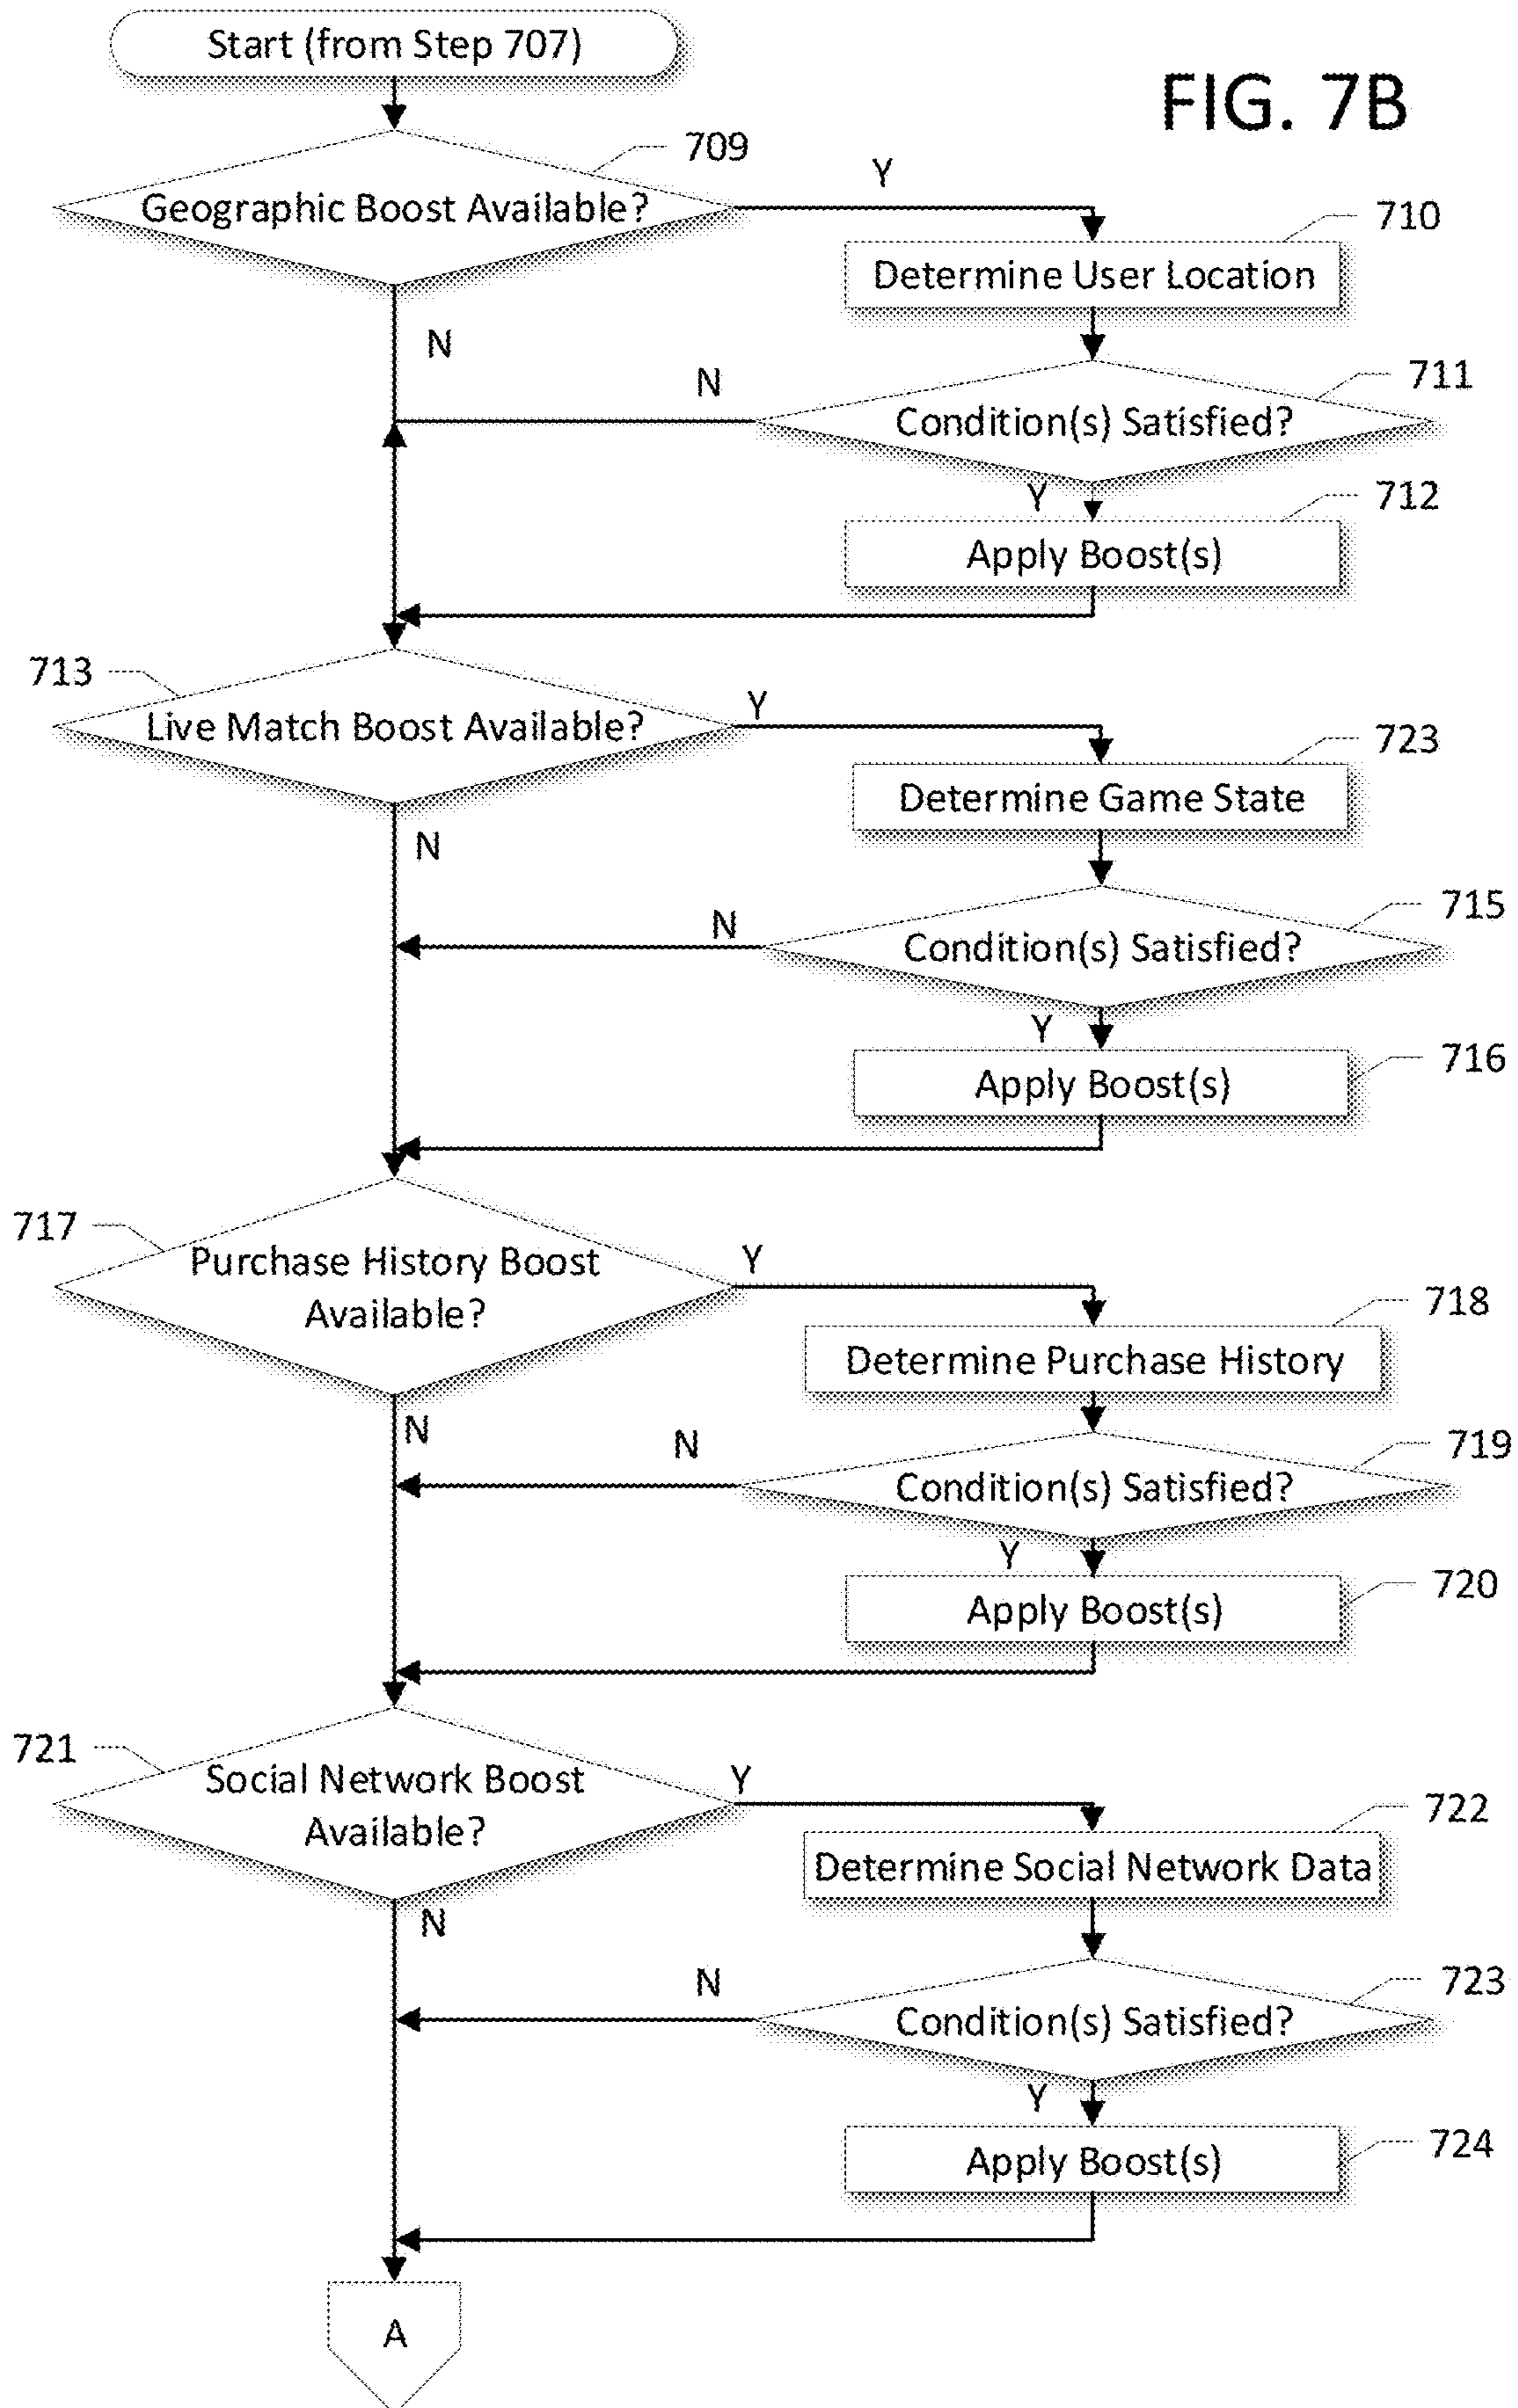 Start (from Step 707)
FIG. 7B
709
Geographic Boost Available?
Y
710
Determine User Location
N
N
711
Condition(s) Satisfied?
Y
712
Apply Boost(s)
713
Live Match Boost Available?
Y
723
Determine Game State
N
N
715
Condition(s) Satisfied?
Y
716
Apply Boost(s)
717
Purchase History Boost
Available?
Y
718
Determine Purchase History
N
N
719
Condition(s) Satisfied?
Y
720
Apply Boost(s)
721
Social Network Boost
Available?
Y
722
Determine Social Network Data
N
N
723
Condition(s) Satisfied?
Y
724
Apply Boost(s)
A